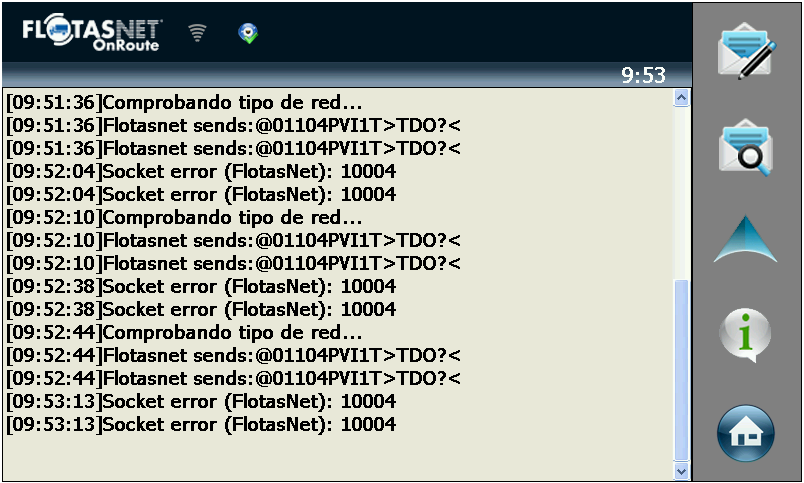 FLOTASNET®
OnRoute
9:53
[09:51:36]Comprobando tipo de red...
[09:51:36]Flotasnet sends:@01104PVI1T>TDO?<
[09:51:36]Flotasnet sends:@01104PVI1T>TDO?<
[09:52:04]Socket error (FlotasNet): 10004
[09:52:04]Socket error (FlotasNet): 10004
[09:52:10]Comprobando tipo de red...
[09:52:10]Flotasnet sends:@01104PVI1T>TDO?<
[09:52:10]Flotasnet sends:@01104PVI1T>TDO?<
[09:52:38]Socket error (FlotasNet): 10004
[09:52:38]Socket error (FlotasNet): 10004
[09:52:44]Comprobando tipo de red...
[09:52:44]Flotasnet sends:@01104PVI1T>TDO?<
[09:52:44]Flotasnet sends:@01104PVI1T>TDO?<
[09:53:13]Socket error (FlotasNet): 10004
[09:53:13]Socket error (FlotasNet): 10004